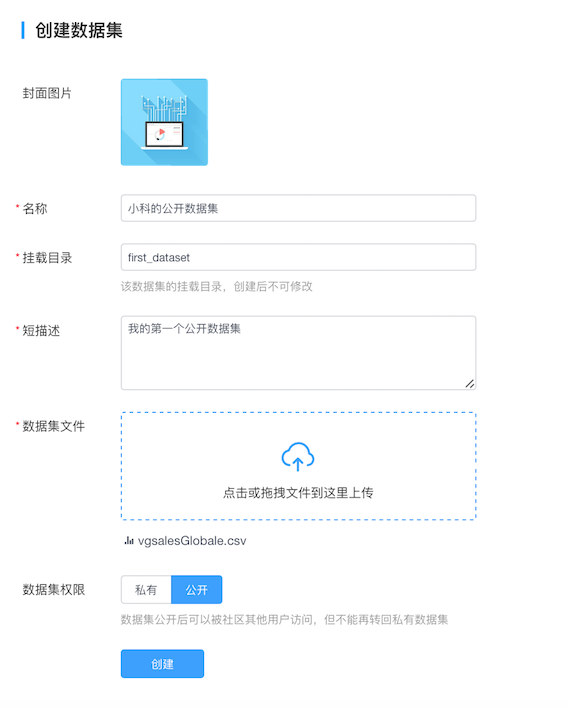 创建数据集
封面图片
* 名称
小科的公开数据集
* 挂载目录
first_dataset
该数据集的挂载目录，创建后不可修改
* 短描述
我的第一个公开数据集
* 数据集文件
点击或拖拽文件到这里上传
vgsalesGlobale.csv
数据集权限
私有 公开
数据集公开后可以被社区其他用户访问，但不能再转回私有数据集
创建